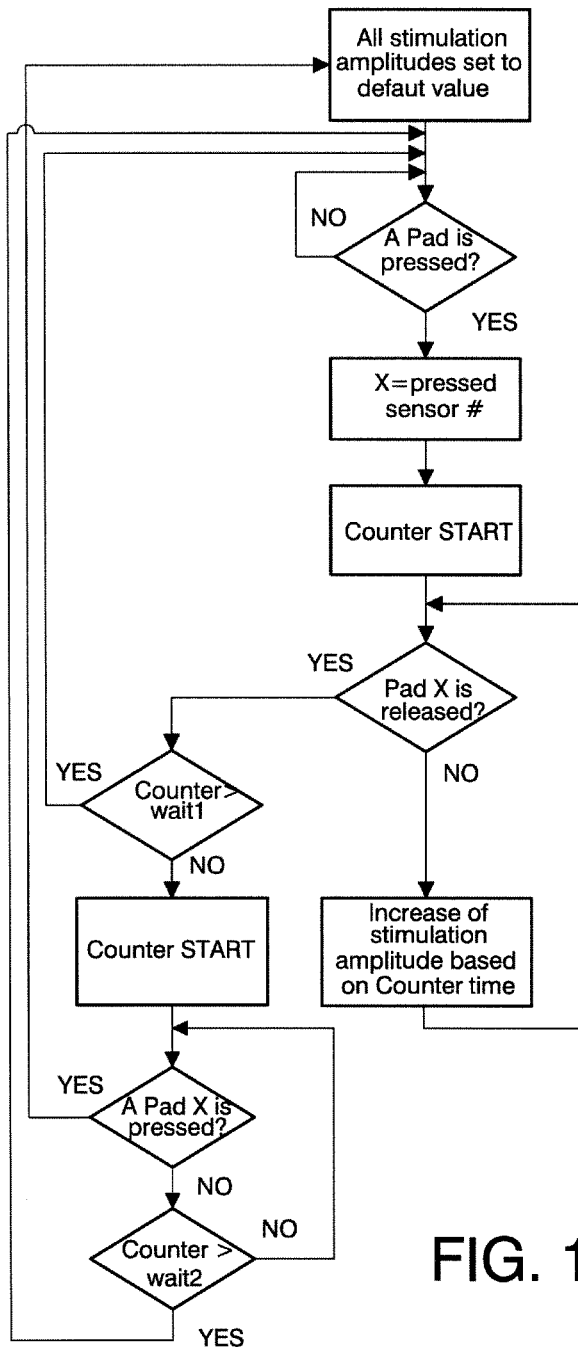 All stimulation
amplitudes set to
defaut value
NO
A Pad is
pressed?
YES
X=pressed
sensor #
Counter START
YES
Pad X is
released?
NO
YES
Counter>
wait1
NO
Counter START
Increase of
stimulation
amplitude based
on Counter time
YES
A Pad X is
pressed?
NO
Counter >
wait2
NO
YES
FIG. 1